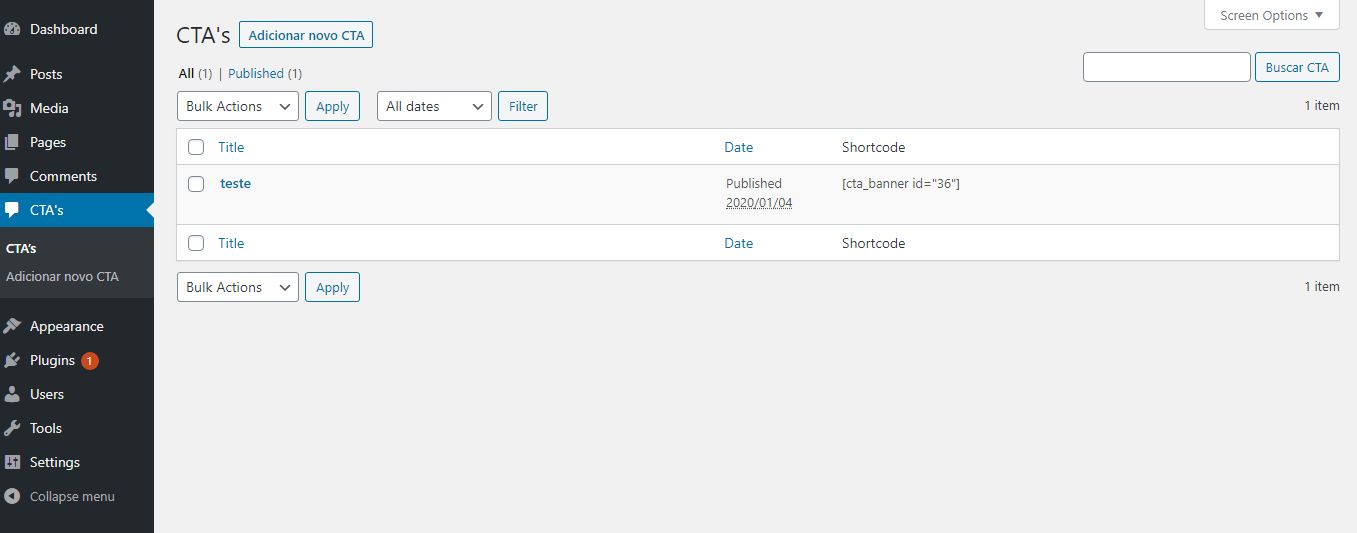 Dashboard
Posts
Media
Pages
Comments
CTA's
CTA's
Adicionar novo CTA
Appearance
Plugins 1
Users
Tools
Settings
Collapse menu
Screen Options
CTA's Adicionar novo CTA
All (1) | Published (1)
Buscar CTA
Bulk Actions Apply All dates Filter 1 item
Title Date Shortcode
teste Published [cta_banner id="36"]
2020/01/04
Title Date Shortcode
Bulk Actions Apply 1 item